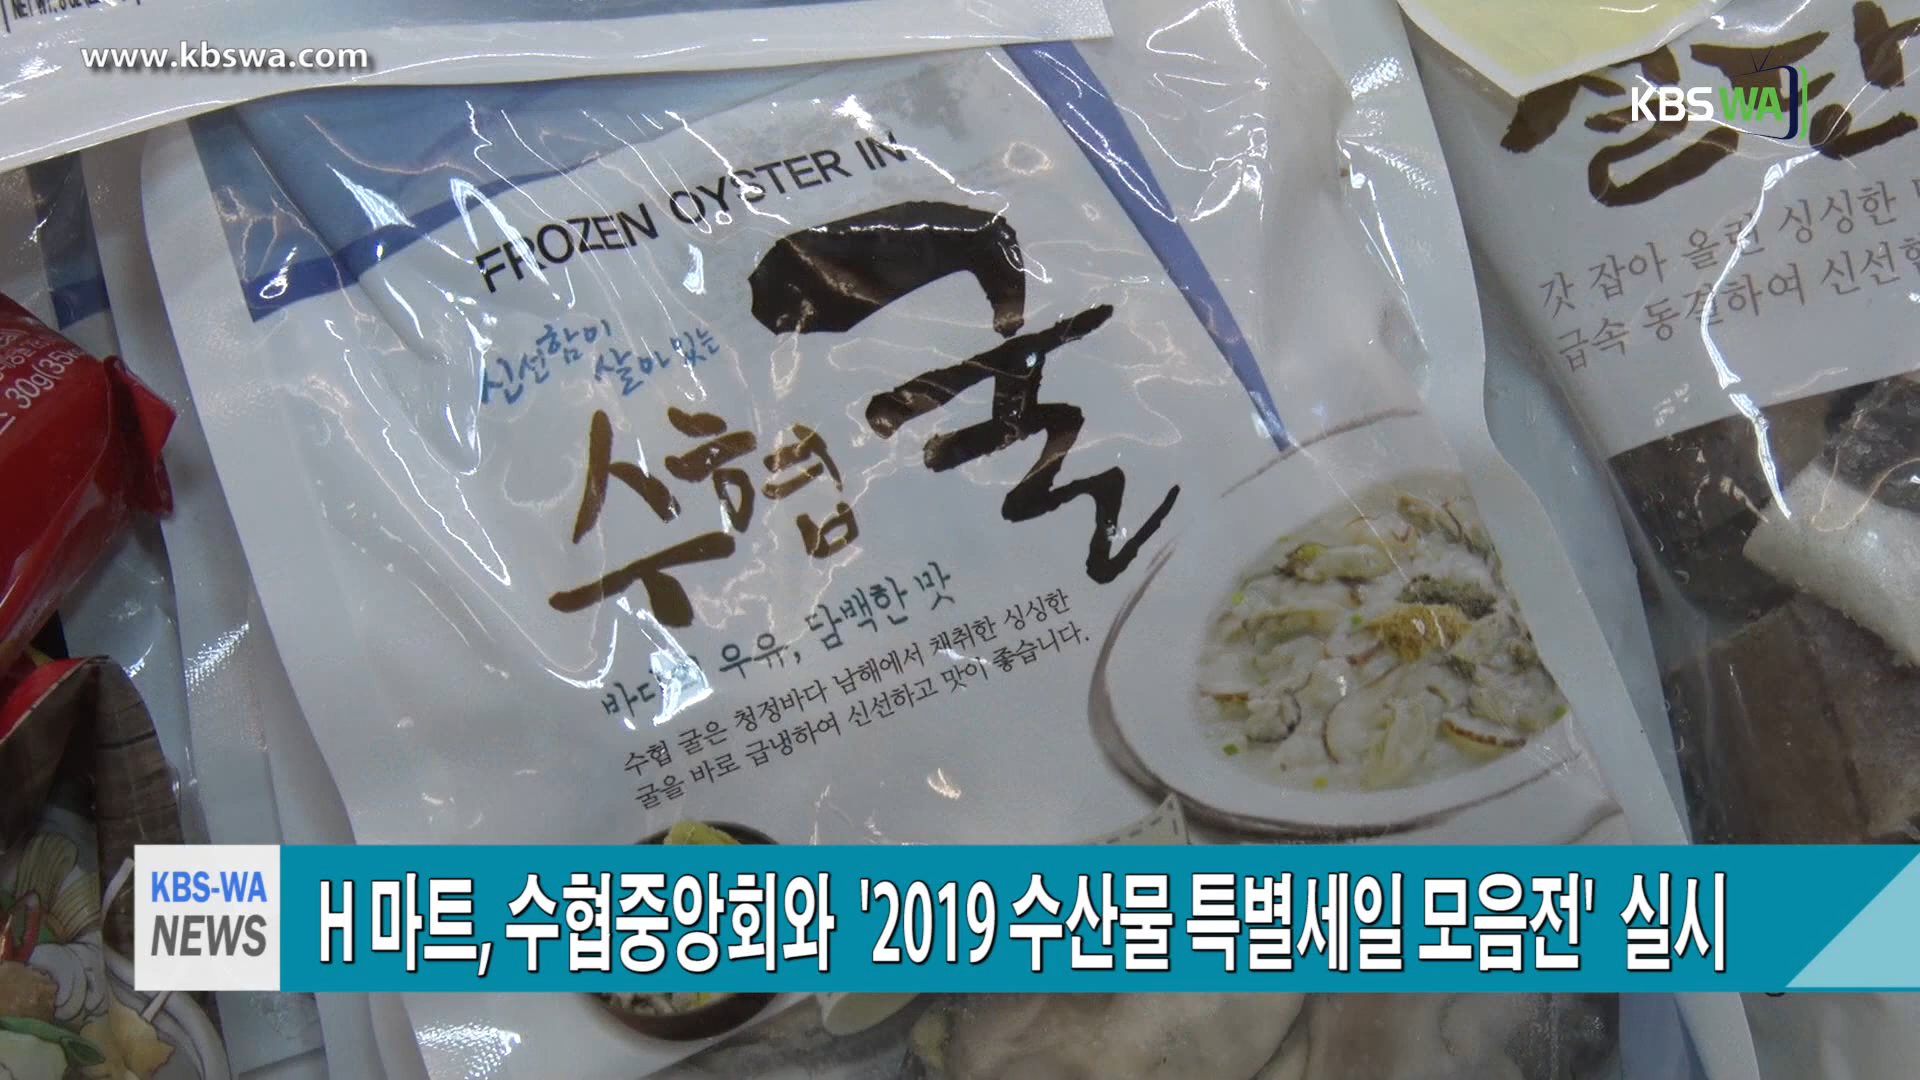 www.kbswa.com
KBS WA
FROZEN OYSTER IN
신선함이
살아있는
수협 굴
우유, 담백한 맛
수협 굴은 청정바다 남해에서 채취한 싱싱한
굴을 바로 급냉하여 신선하고 맛이 좋습니다.
갓 잡아 올린 싱싱한
급속 동결하여
30g(35
KBS-WA
NEWS
H 마트, 수협중앙회와 '2019 수산물 특별세일 모음전' 실시